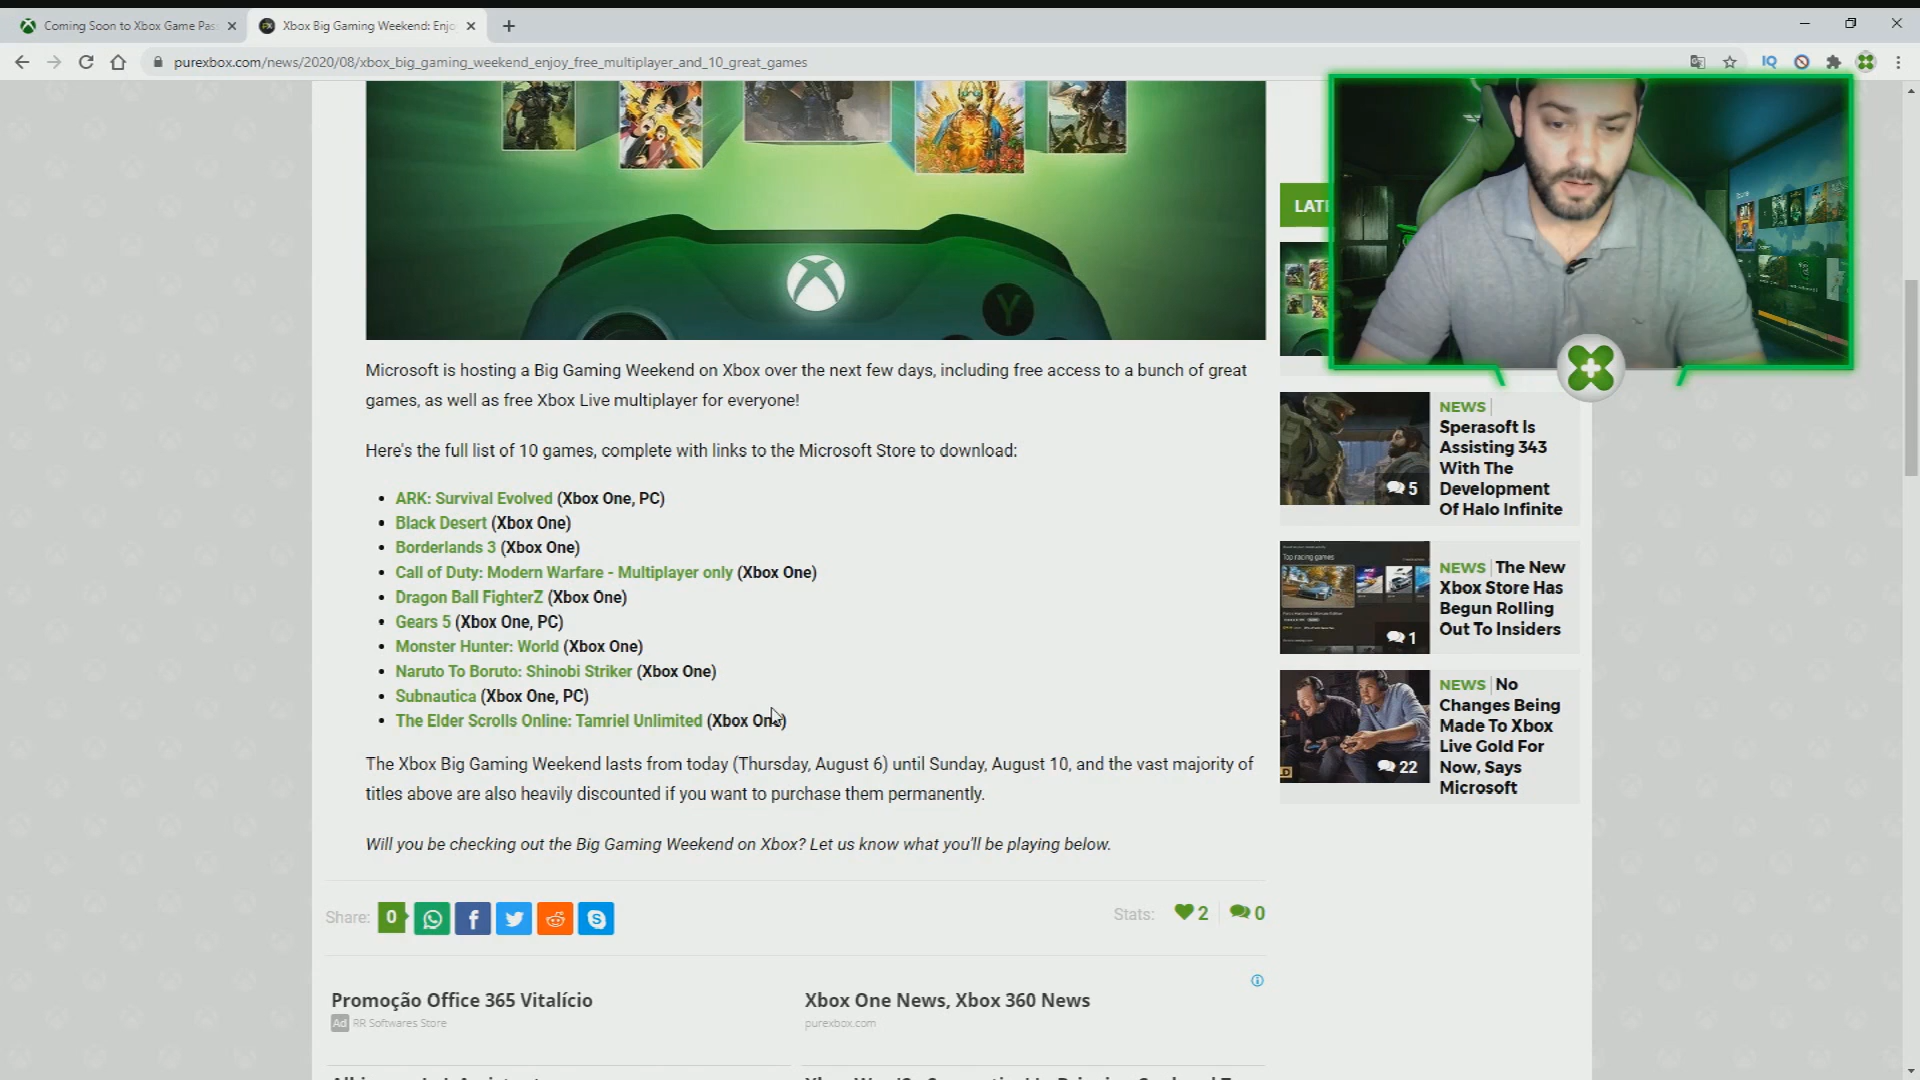 Coming Soon to Xbox Game Pas
Xbox Big Gaming Weekend: Enjo
purexbox.com/news/2020/08/xbox_big_gaming_weekend_enjoy_free_multiplayer_and_10_great_games
IQ
Y
LAT
Microsoft is hosting a Big Gaming Weekend on Xbox over the next few days, including free access to a bunch of great
games, as well as free Xbox Live multiplayer for everyone!
Here's the full list of 10 games, complete with links to the Microsoft Store to download:
• ARK: Survival Evolved (Xbox One, PC)
• Black Desert (Xbox One)
• Borderlands 3 (Xbox One)
• Call of Duty: Modern Warfare - Multiplayer only (Xbox One)
• Dragon Ball FighterZ (Xbox One)
• Gears 5 (Xbox One, PC)
• Monster Hunter: World (Xbox One)
• Naruto To Boruto: Shinobi Striker (Xbox One)
• Subnautica (Xbox One, PC)
• The Elder Scrolls Online: Tamriel Unlimited (Xbox One)
The Xbox Big Gaming Weekend lasts from today (Thursday, August 6) until Sunday, August 10, and the vast majority of
titles above are also heavily discounted if you want to purchase them permanently.
Will you be checking out the Big Gaming Weekend on Xbox? Let us know what you'll be playing below.
Share: 0
Stats: 2 0
Promoção Office 365 Vitalício
Ad RR Softwares Store
Xbox One News, Xbox 360 News
purexbox.com
NEWS
Sperasoft Is
Assisting 343
With The
Development
Of Halo Infinite
5
Top racing games
NEWS The New
Xbox Store Has
Begun Rolling
Out To Insiders
1
NEWS No
Changes Being
Made To Xbox
Live Gold For
Now, Says
Microsoft
22